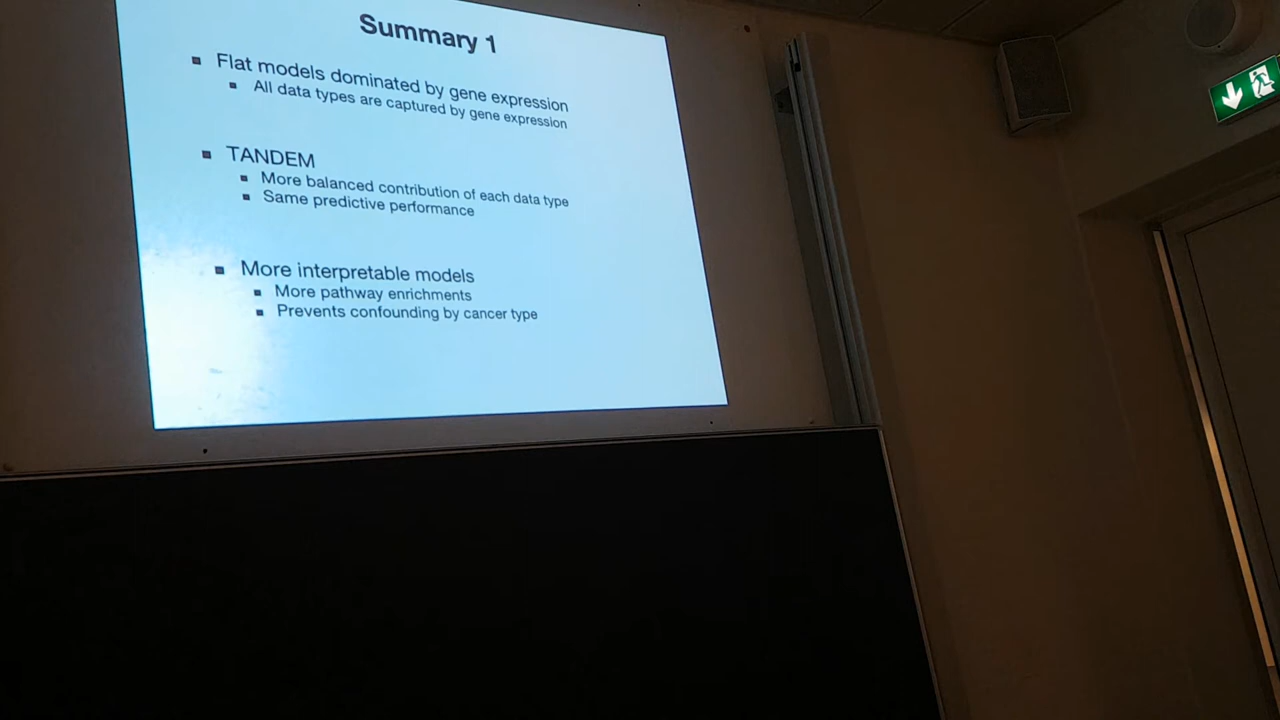 Summary 1
Flat models dominated by gene expression
All data types are captured by gene expression
TANDEM
More balanced contribution of each data type
Same predictive performance
More interpretable models
More pathway enrichments
Prevents confounding by cancer type